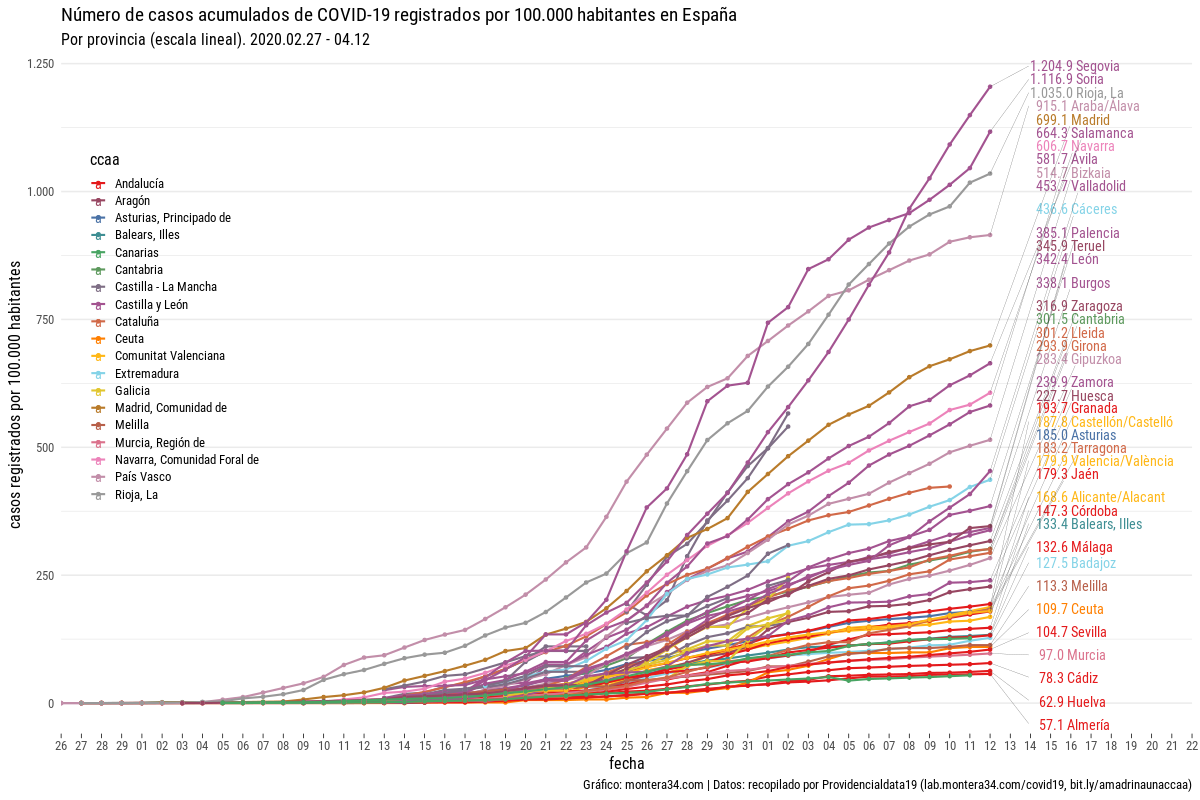 Número de casos acumulados de COVID-19 registrados por 100.000 habitantes en España
Por provincia (escala lineal). 2020.02.27 - 04.12
casos registrados por 100.000 habitantes
1.250
1.000
750
500
250
0
ccaa
Andalucía
Aragón
Asturias, Principado de
Balears, Illes
Canarias
Cantabria
Castilla - La Mancha
Castilla y León
Cataluña
Ceuta
Comunitat Valenciana
Extremadura
Galicia
Madrid, Comunidad de
Melilla
Murcia, Región de
Navarra, Comunidad Foral de
País Vasco
Rioja, La
1.204.9 Segovia
1.116.9 Soria
1.035.0 Rioja, La
915.1 Araba/Álava
699.1 Madrid
664.3 Salamanca
606.7 Navarra
581.7 Ávila
514.7 Bizkaia
453.7 Valladolid
436.6 Cáceres
385.1 Palencia
345.9 Teruel
342.4 León
338.1 Burgos
316.9 Zaragoza
301.5 Cantabria
301.2 Lleida
293.9 Girona
283.4 Gipuzkoa
239.9 Zamora
227.7 Huesca
193.7 Granada
187.8 Castellón/Castelló
185.0 Asturias
183.2 Tarragona
179.9 Valencia/València
179.3 Jaén
168.6 Alicante/Alacant
147.3 Córdoba
133.4 Balears, Illes
132.6 Málaga
127.5 Badajoz
113.3 Melilla
109.7 Ceuta
104.7 Sevilla
97.0 Murcia
78.3 Cádiz
62.9 Huelva
57.1 Almería
26 27 28 29 01 02 03 04 05 06 07 08 09 10 11 12 13 14 15 16 17 18 19 20 21 22 23 24 25 26 27 28 29 30 31 01 02 03 04 05 06 07 08 09 10 11 12 13 14 15 16 17 18 19 20 21 22
fecha
Gráfico: montera34.com | Datos: recopilado por Providencialdata19 (lab.montera34.com/covid19, bit.ly/amadrinaunaccaa)